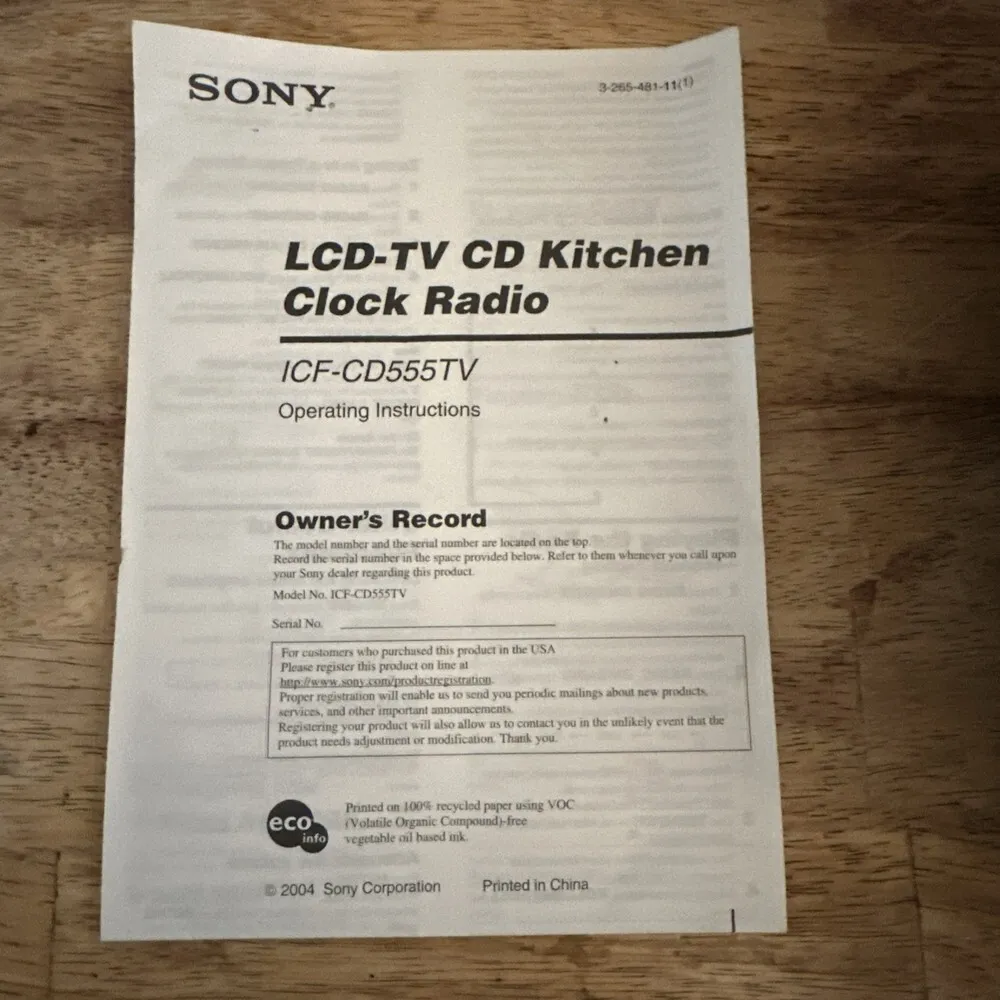 SONY®
3-265-481-11(1)
LCD-TV CD Kitchen
Clock Radio
ICF-CD555TV
Operating Instructions
Owner's Record
The model number and the serial number are located on the top.
Record the serial number in the space provided below. Refer to them whenever you call upon
your Sony dealer regarding this product.
Model No. ICF-CD555TV
Serial No.
For customers who purchased this product in the USA
Please register this product on line at
http://www.sony.com/productregistration.
Proper registration will enable us to send you periodic mailings about new products,
services, and other important announcements.
Registering your product will also allow us to contact you in the unlikely event that the
product needs adjustment or modification. Thank you.
eco
info
Printed on 100% recycled paper using VOC
(Volatile Organic Compound)-free
vegetable oil based ink.
© 2004 Sony Corporation
Printed in China